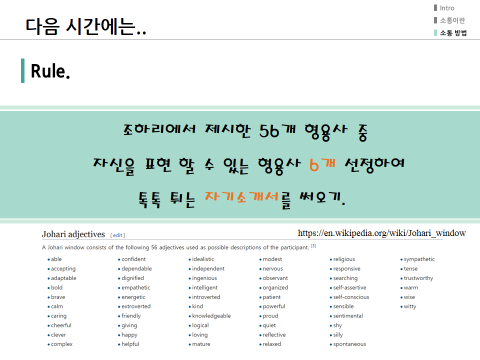 다음 시간에는..
Intro
소통이란
소통 방법
Rule.
조하리에서 제시한 56개 형용사 중
자신을 표현 할 수 있는 형용사 6개 선정하여
톡톡 튀는 자기소개서를 써오기.
Johari adjectives [edit]
https://en.wikipedia.org/wiki/Johari_window
A Johari window consists of the following 56 adjectives used as possible descriptions of the participant. [3]
able
accepting
adaptable
bold
brave
calm
caring
cheerful
clever
complex
confident
dependable
dignified
empathetic
energetic
extroverted
friendly
giving
happy
helpful
idealistic
independent
ingenious
intelligent
introverted
kind
knowledgeable
logical
loving
mature
modest
nervous
observant
organized
patient
powerful
proud
quiet
reflective
relaxed
religious
responsive
searching
self-assertive
self-conscious
sensible
sentimental
shy
silly
spontaneous
sympathetic
tense
trustworthy
warm
wise
witty